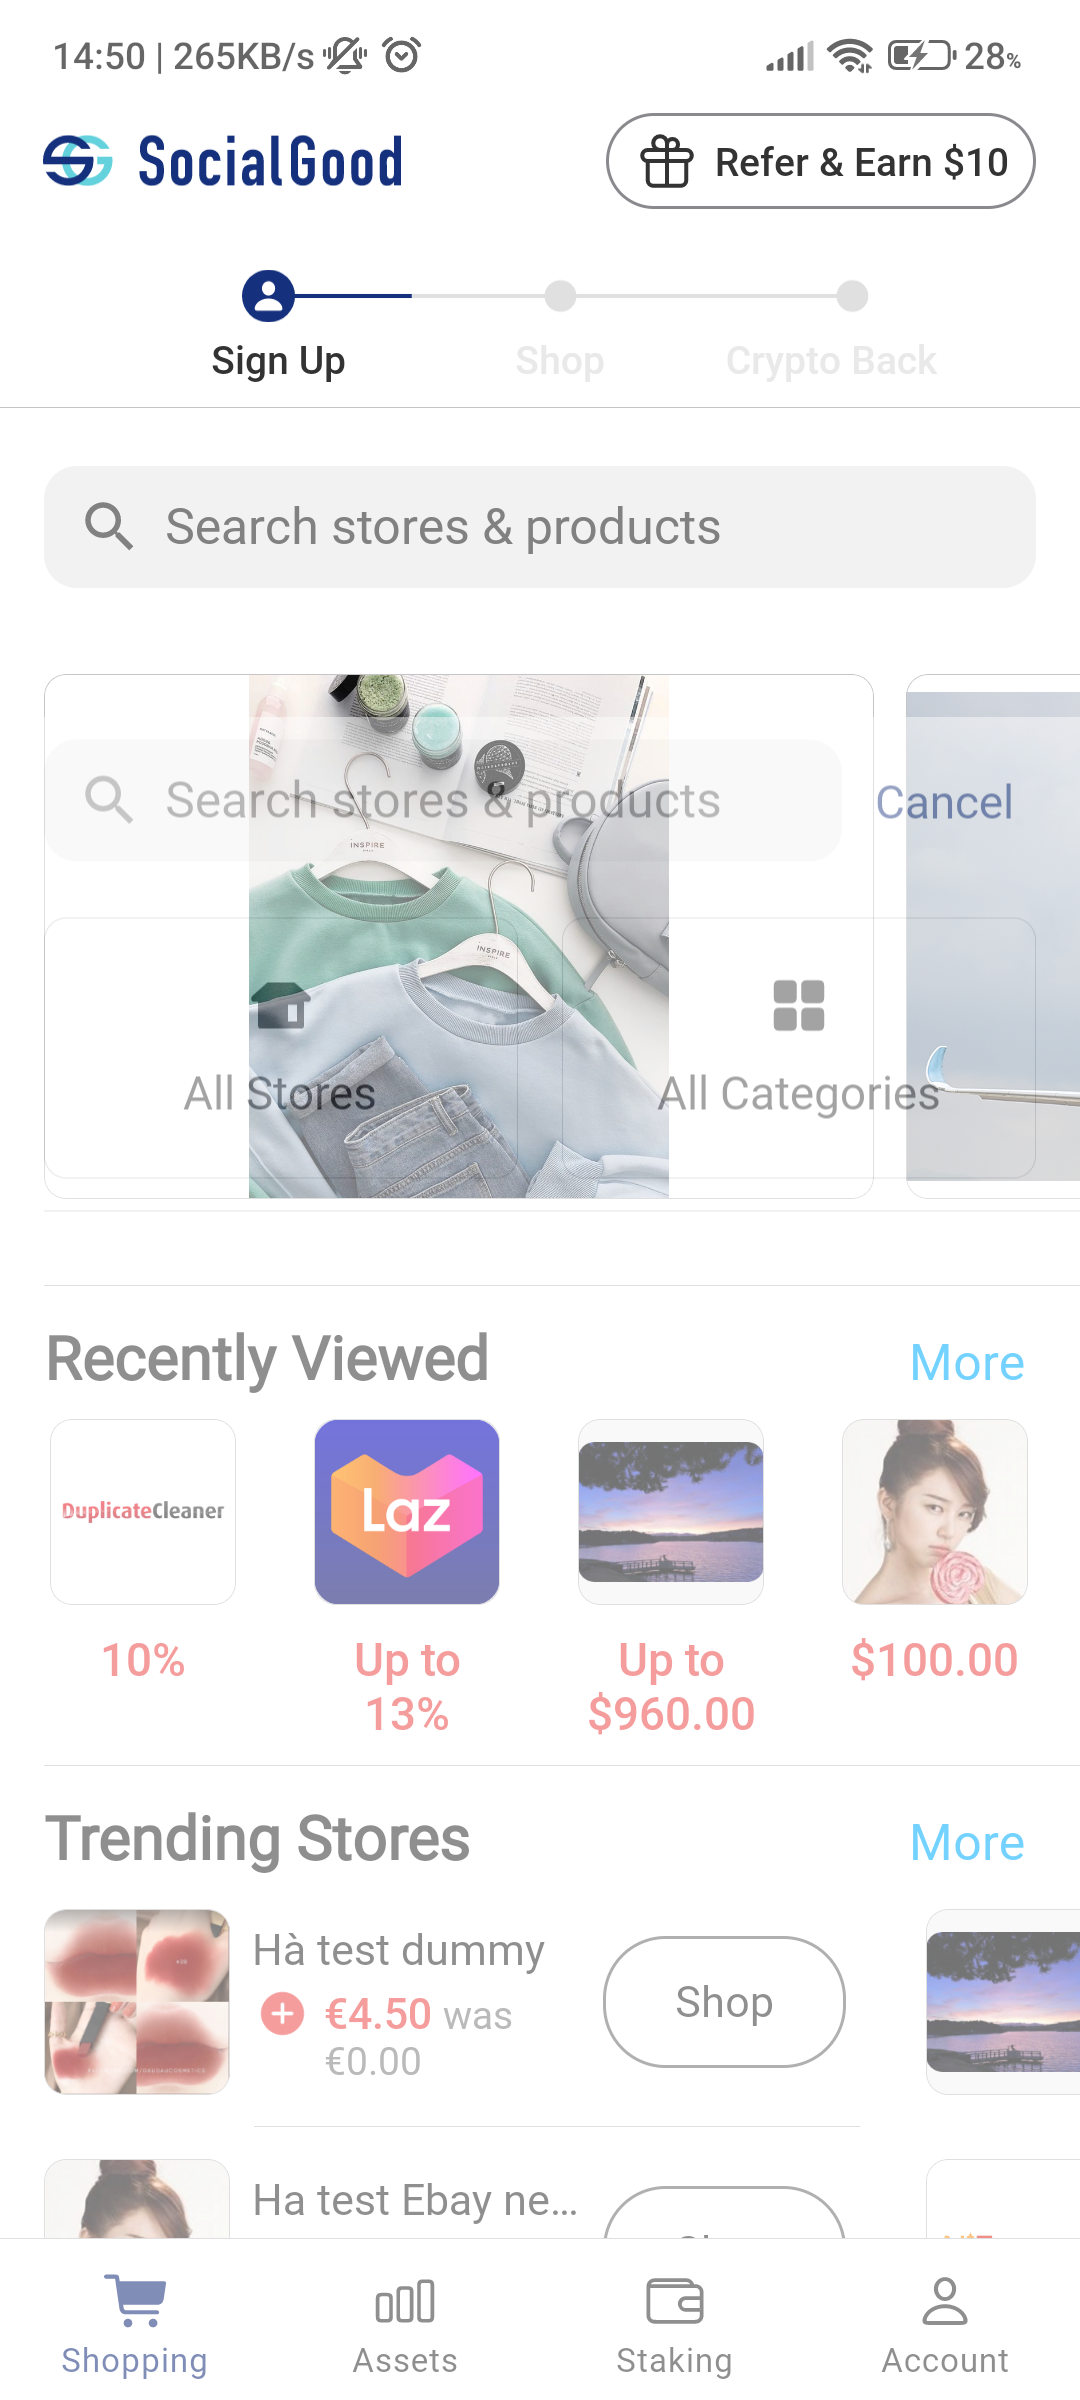 14:50 | 265KB/s
28%
SocialGood
Refer & Earn $10
Sign Up
Shop
Crypto Back
Search stores & products
Search stores & products
Cancel
INSPIRE
INSPIRE
All Stores
All Categories
Recently Viewed
More
DuplicateCleaner
Laz
10%
Up to
13%
Up to
$960.00
$100.00
Trending Stores
More
Hà test dummy
€4.50 was
€0.00
Shop
Ha test Ebay ne...
Shopping
Assets
Staking
Account